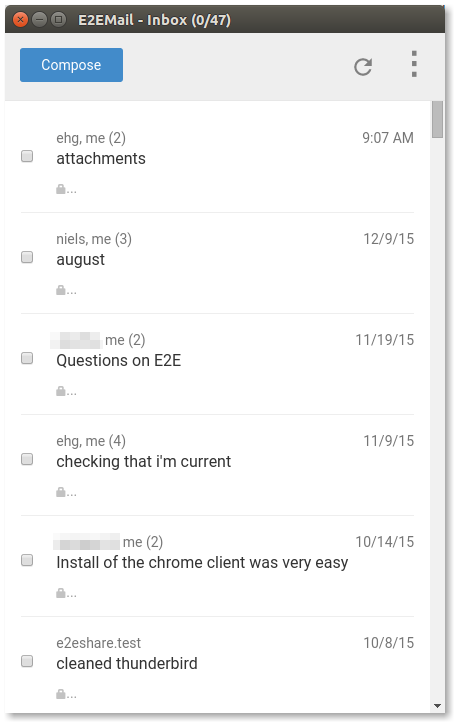 E2EMail - Inbox (0/47)
Compose
ehg, me (2) 9:07 AM
attachments
...
niels, me (3) 12/9/15
august
...
me (2) 11/19/15
Questions on E2E
...
ehg, me (4) 11/9/15
checking that i'm current
...
me (2) 10/14/15
Install of the chrome client was very easy
...
e2eshare.test 10/8/15
cleaned thunderbird
...